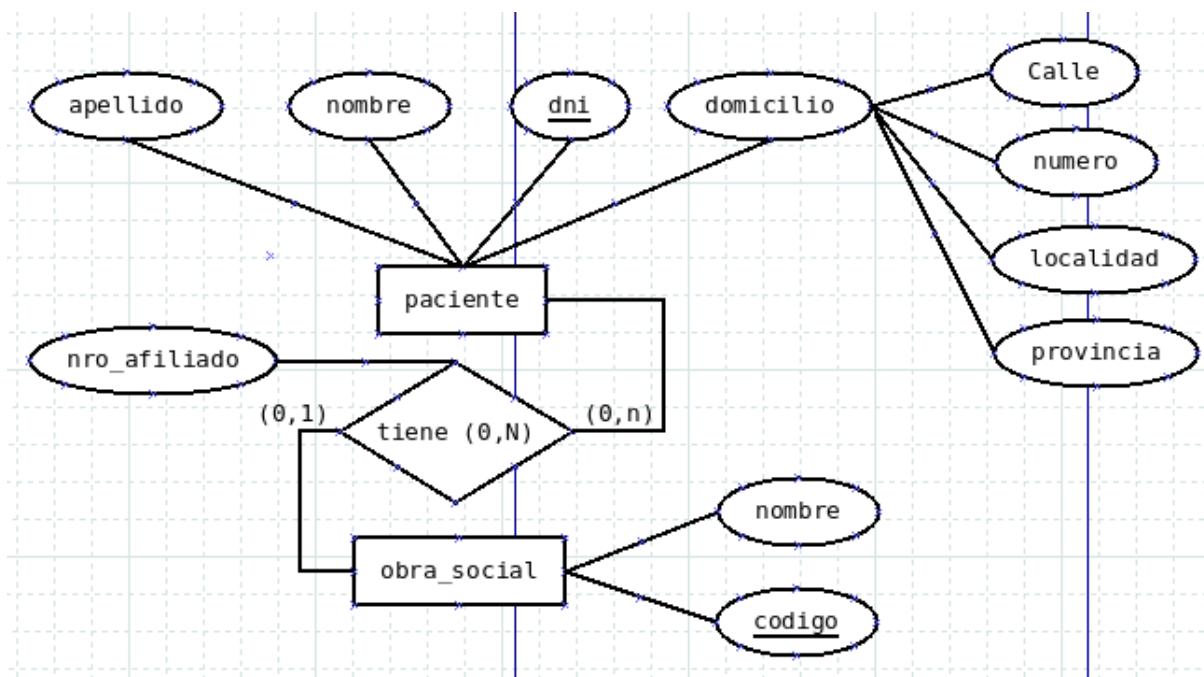 apellido
nombre
dni
domicilio
Calle
numero
localidad
provincia
paciente
nro_afiliado
(0,1)
tiene (0,N)
(0,n)
obra_social
nombre
codigo